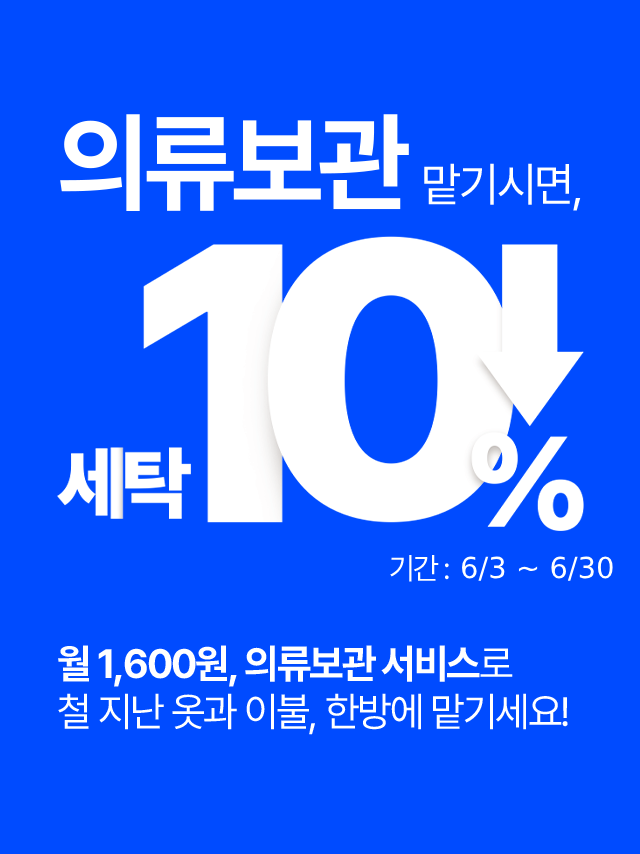 의류보관 맡기시면,
세탁 10%
기간 : 6/3 ~ 6/30
월 1,600원, 의류보관 서비스로
철 지난 옷과 이불, 한방에 맡기세요!